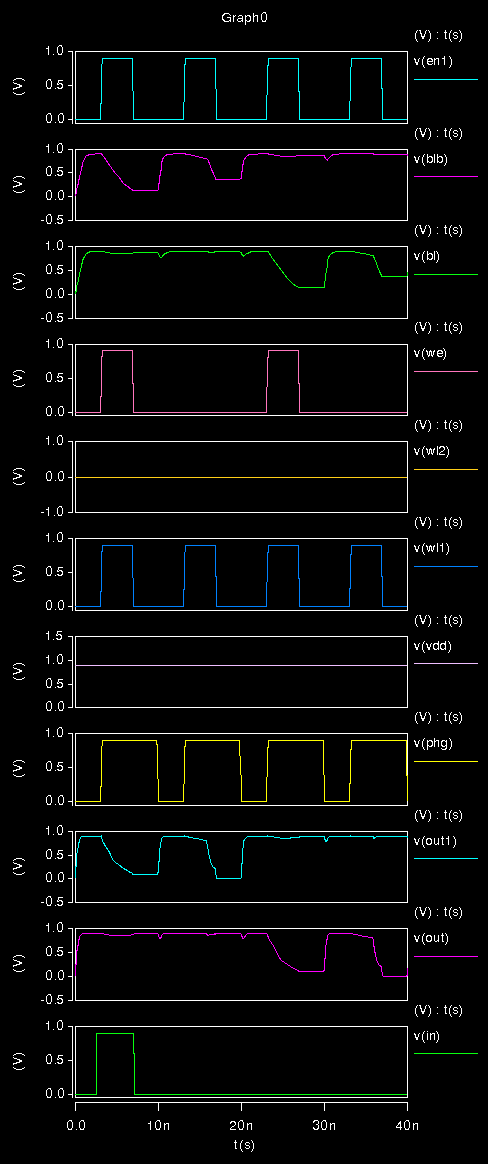 Graph0
(V) : t(s)
v(en1)
1.0
0.5
0.0
(V)
(V) : t(s)
v(blb)
1.0
0.5
0.0
-0.5
(V)
(V) : t(s)
v(bl)
1.0
0.5
0.0
-0.5
(V)
(V) : t(s)
v(we)
1.0
0.5
0.0
(V)
(V) : t(s)
v(wl2)
1.0
0.0
-1.0
(V)
(V) : t(s)
v(wl1)
1.0
0.5
0.0
(V)
(V) : t(s)
v(vdd)
1.5
1.0
0.5
0.0
(V)
(V) : t(s)
v(phg)
1.0
0.5
0.0
(V)
(V) : t(s)
v(out1)
1.0
0.5
0.0
-0.5
(V)
(V) : t(s)
v(out)
1.0
0.5
0.0
-0.5
(V)
(V) : t(s)
v(in)
1.0
0.5
0.0
(V)
0.0 10n 20n 30n 40n
t(s)